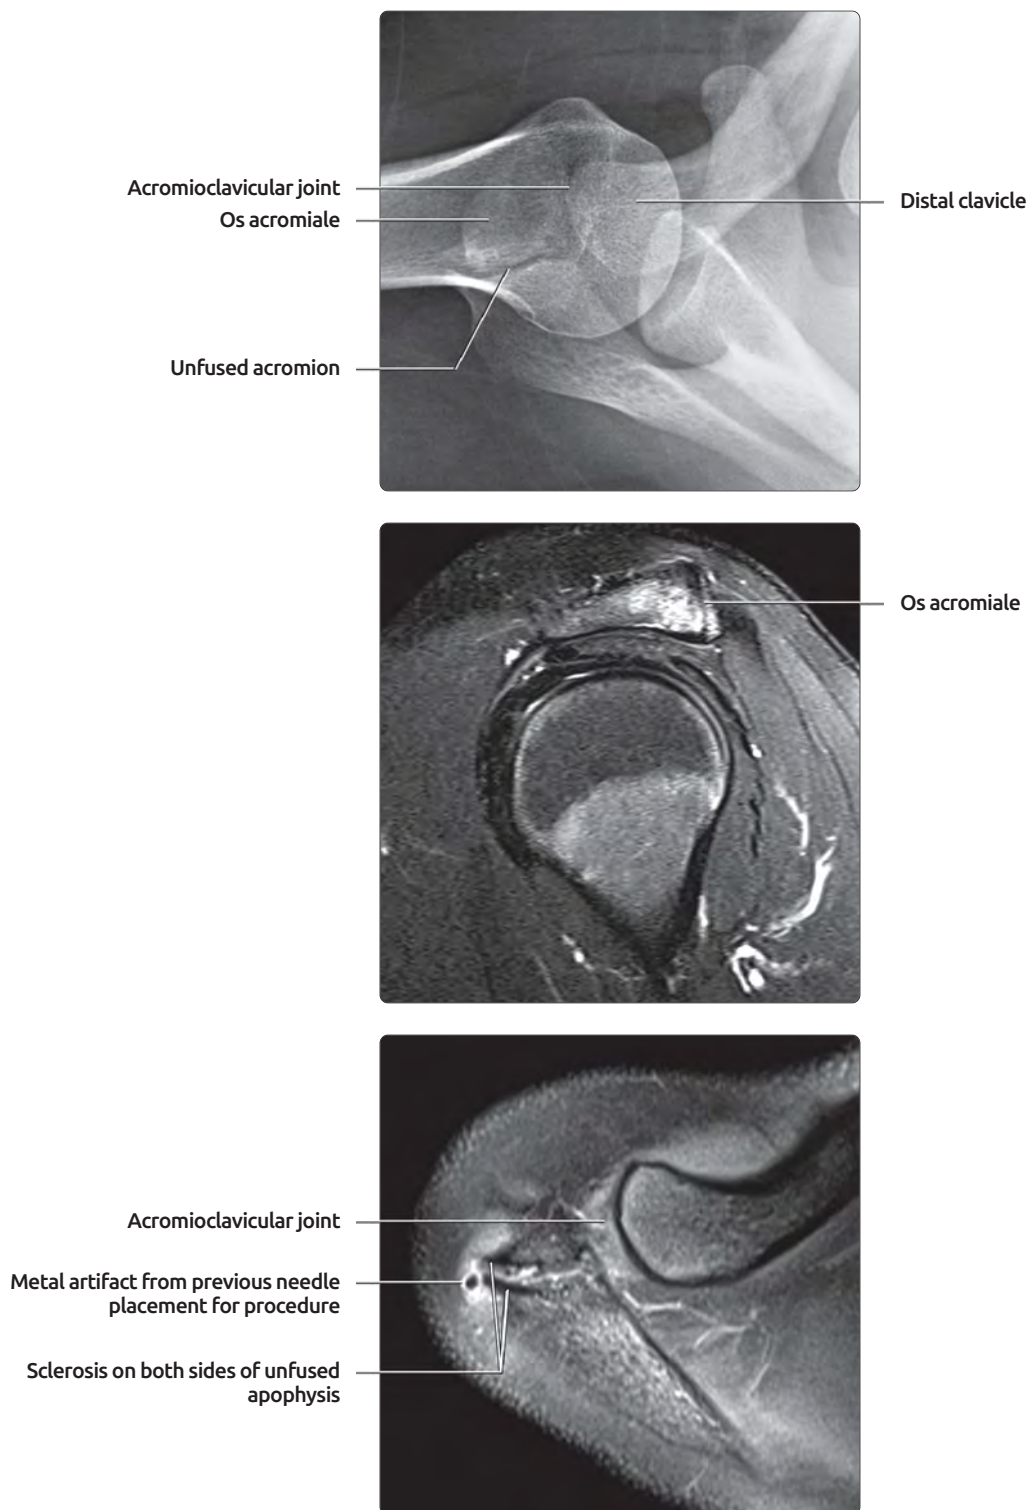 Acromioclavicular joint
Os acromiale
Distal clavicle
Unfused acromion
Os acromiale
Acromioclavicular joint
Metal artifact from previous needle
placement for procedure
Sclerosis on both sides of unfused
apophysis